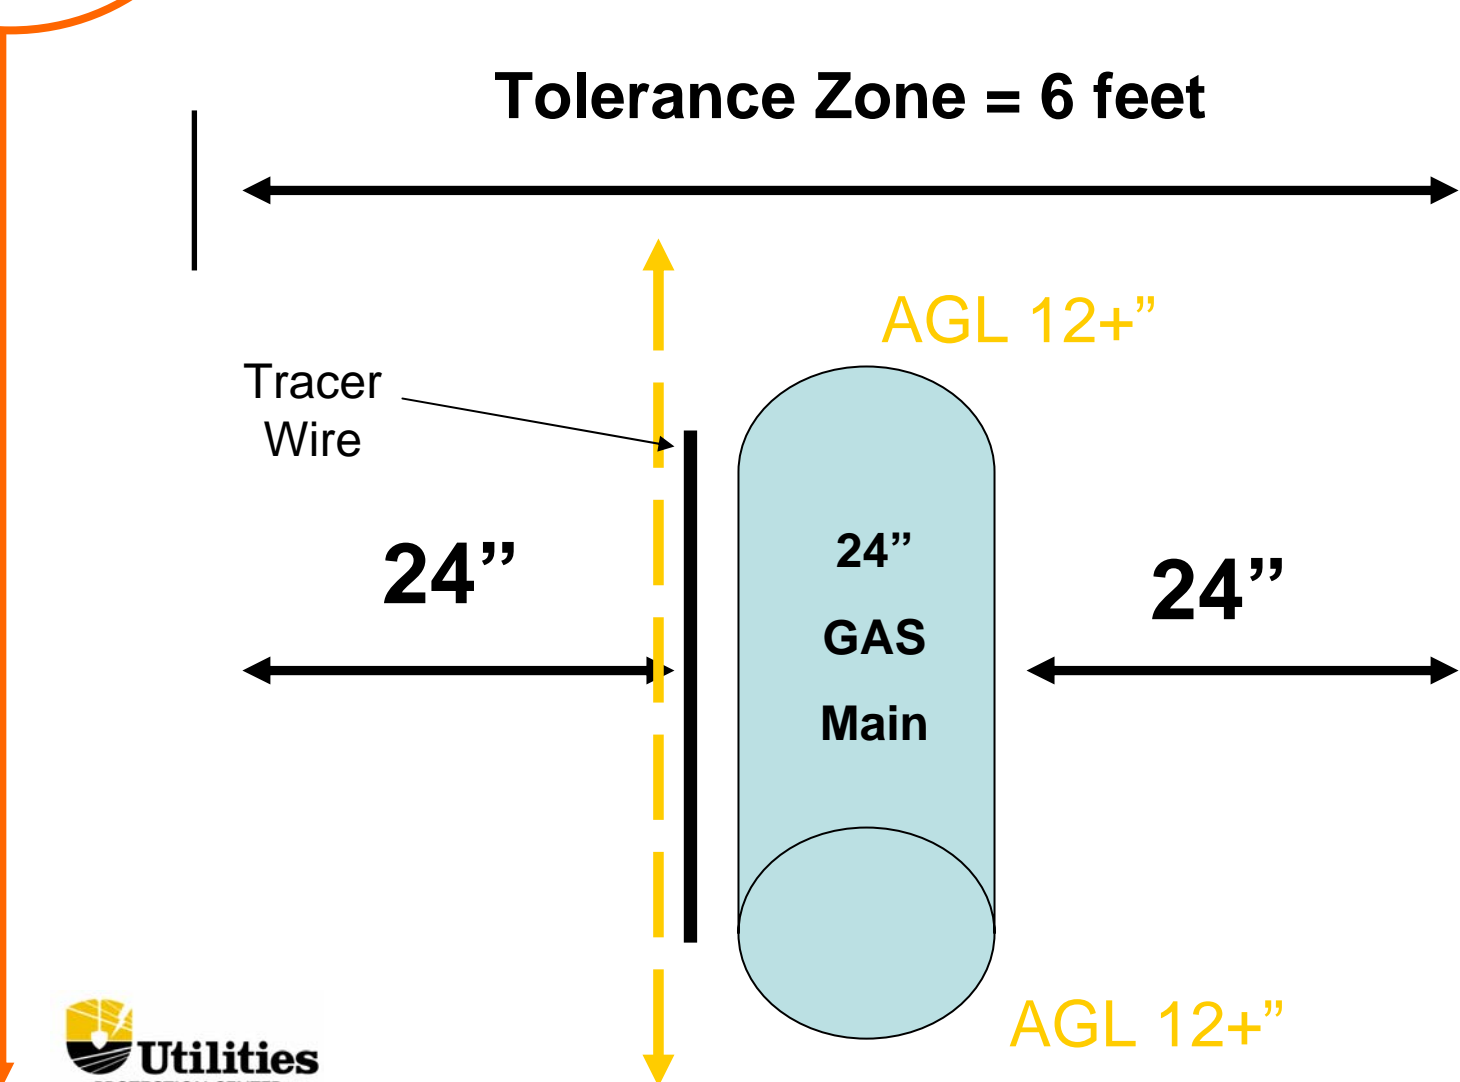 Tolerance Zone = 6 feet
AGL 12+”
Tracer
Wire
24”
24”
24”
GAS
Main
AGL 12+”
Utilities